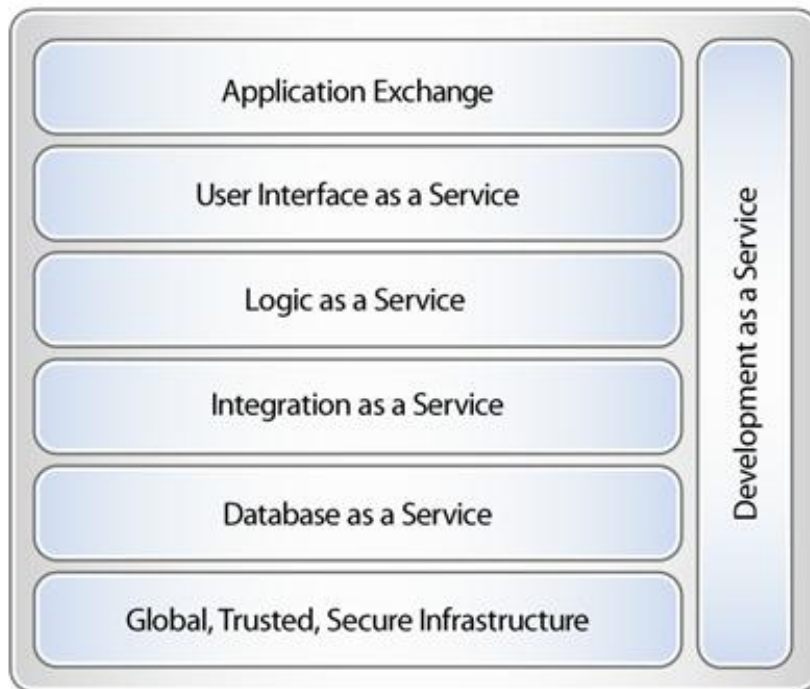 Application Exchange
User Interface as a Service
Logic as a Service
Integration as a Service
Database as a Service
Global, Trusted, Secure Infrastructure
Development as a Service